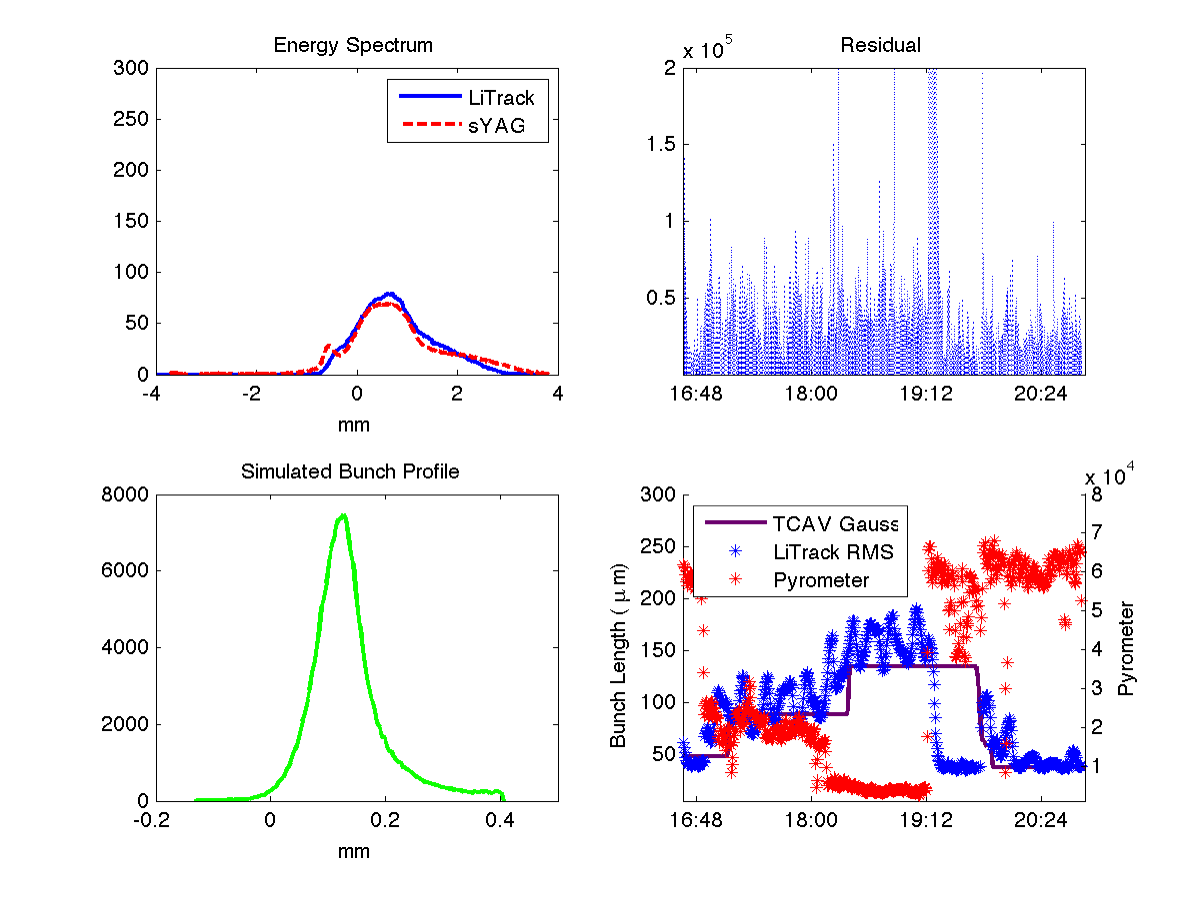 Energy Spectrum
300
250
200
150
100
50
0
-4 -2 0 2 4
mm
LiTrack
sYAG
Residual
x 10^5
2
1.5
1
0.5
16:48 18:00 19:12 20:24
Simulated Bunch Profile
8000
6000
4000
2000
0
-0.2 0 0.2 0.4
mm
300
250
200
150
100
50
Bunch Length ( μ m)
TCAV Gauss
LiTrack RMS
Pyrometer
x 10^4
8
7
6
5
4
3
2
1
Pyrometer
16:48 18:00 19:12 20:24